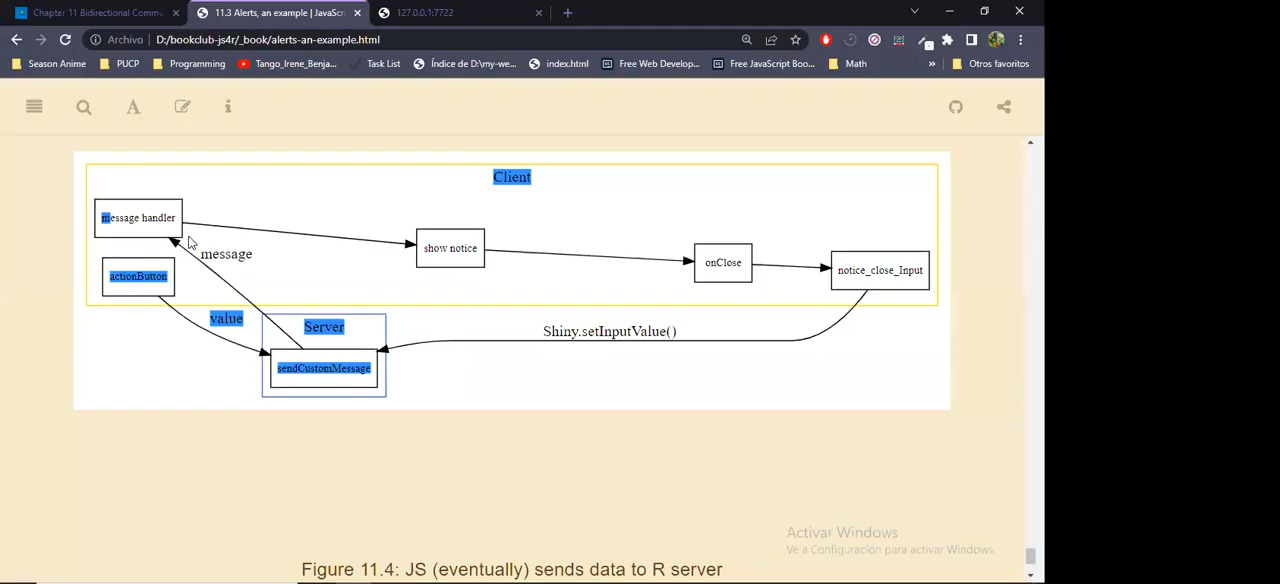 Chapter 11 Bidirectional Commu
11.3 Alerts, an example | JavaScri
127.0.0.1:7722
Archivo
D:/bookclub-js4r/_book/alerts-an-example.html
Season Anime
PUCP
Programming
Tango_Irene_Benja...
Task List
Índice de D:\my-we...
index.html
Free Web Develop...
Free JavaScript Boo...
Math
»
Otros favoritos
Client
message handler
show notice
message
onClose
notice_close_Input
actionButton
value
Server
Shiny.setInputValue()
sendCustomMessage
Activar Windows
Ve a Configuración para activar Windows.
Figure 11.4: JS (eventually) sends data to R server